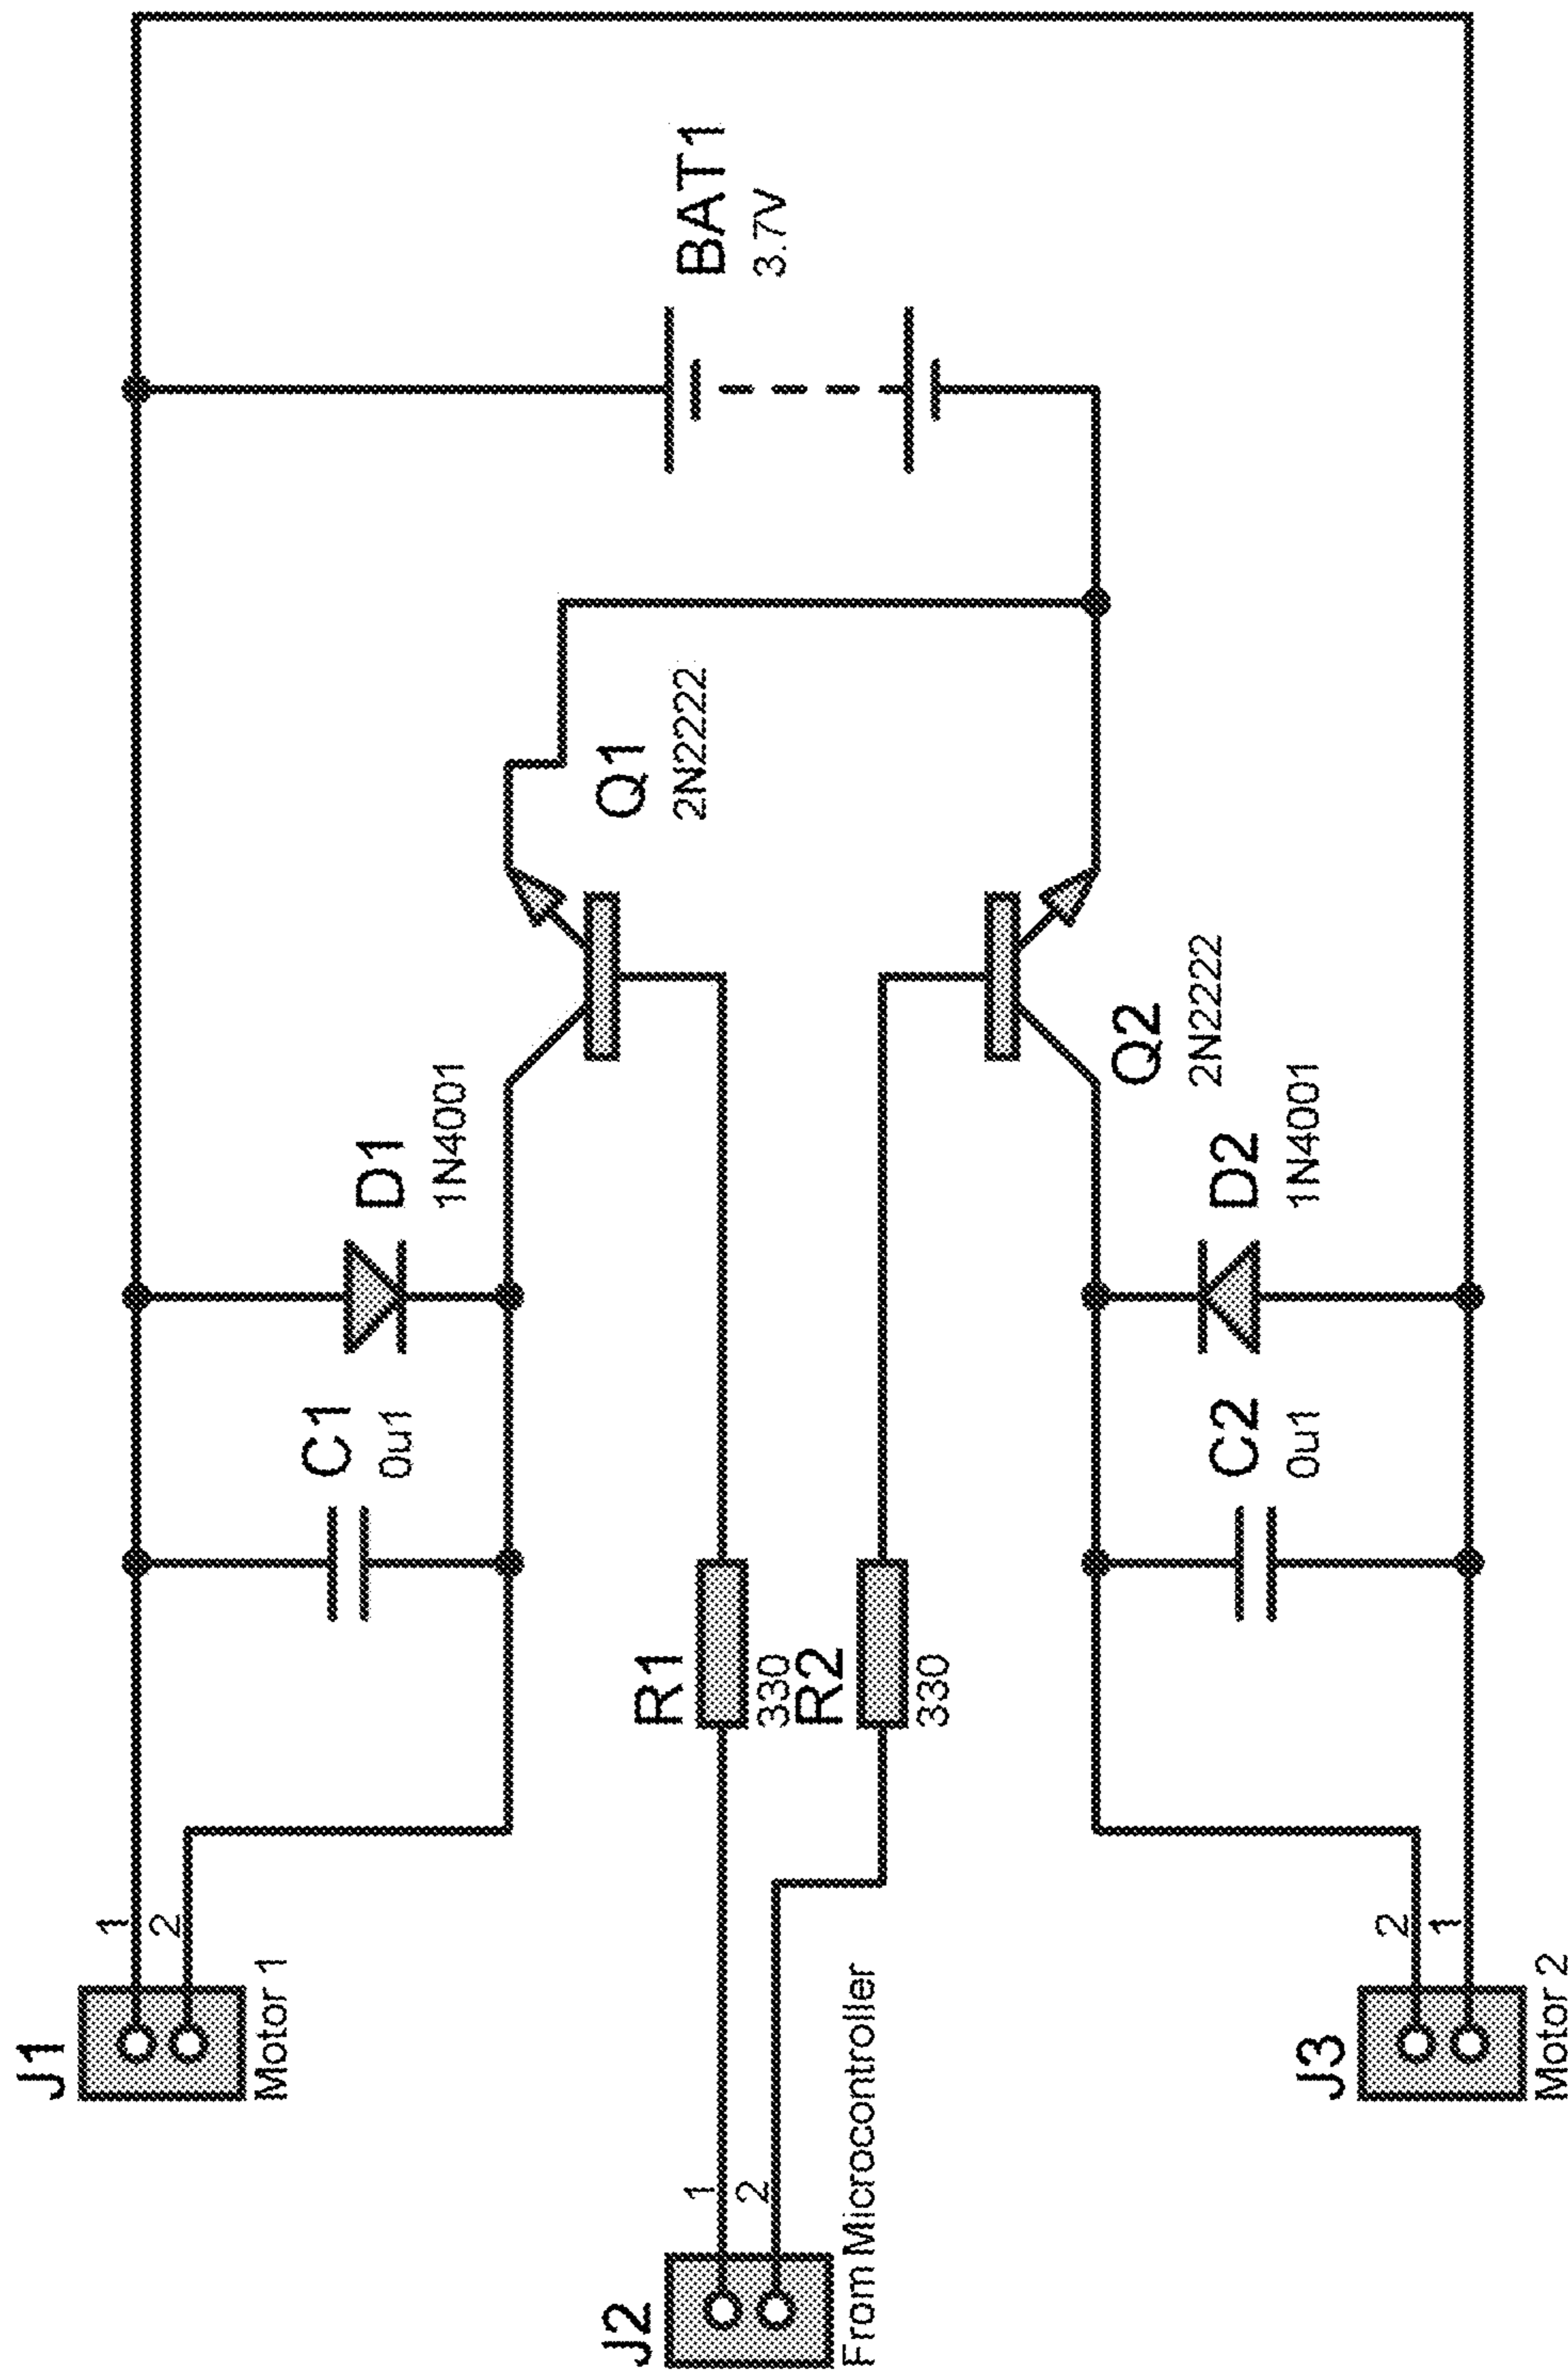 J1
1
2
Motor 1
C1
0u1
D1
1N4001
Q1
2N2222
BAT1
3.7V
J2
1
2
From Microcontroller
R1
330
R2
330
Q2
2N2222
C2
0u1
D2
1N4001
J3
2
1
Motor 2